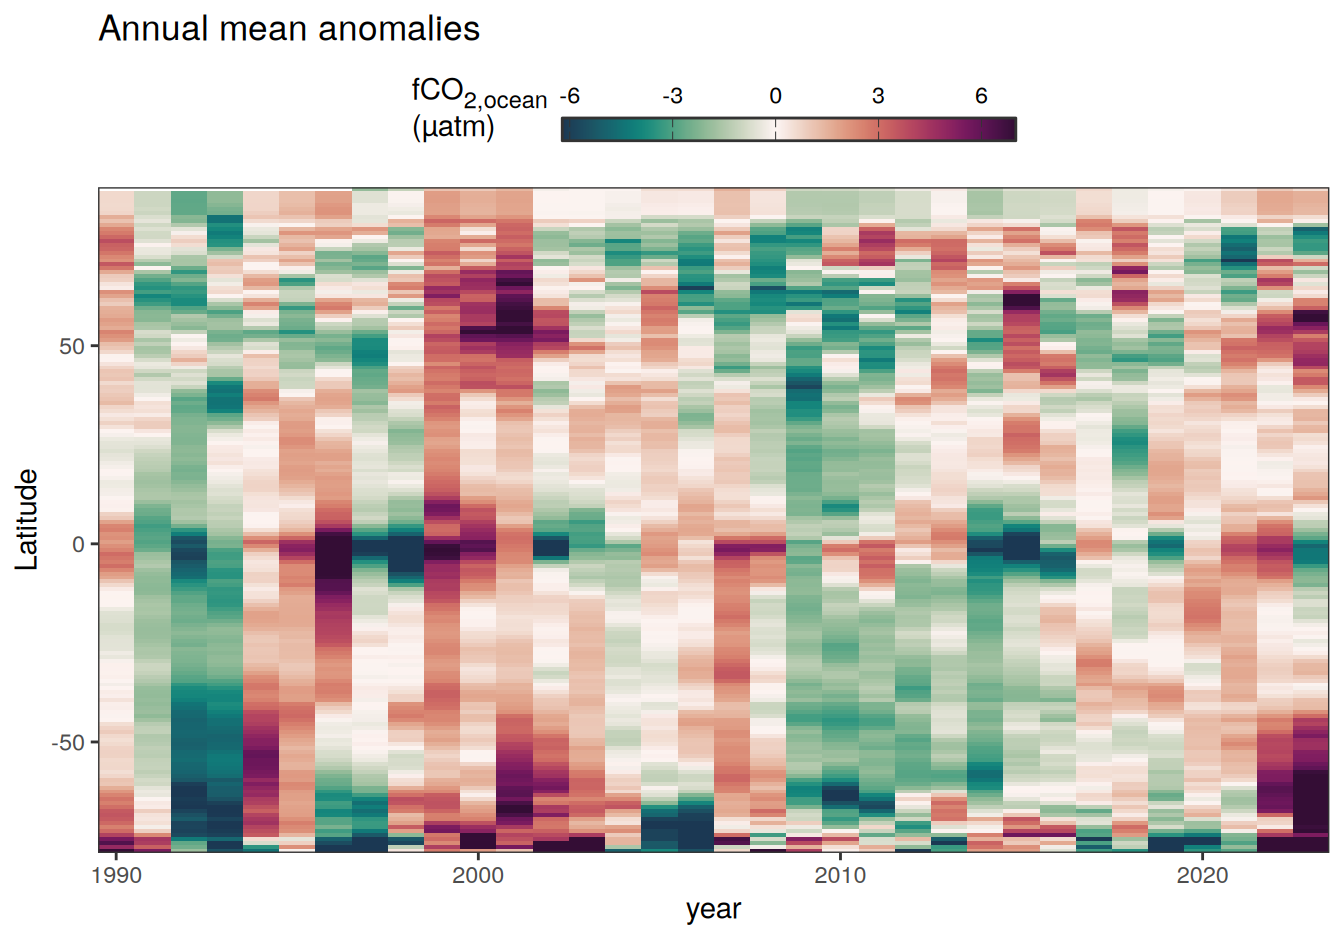 Annual mean anomalies
fCO2,ocean
(µatm)
-6 -3 0 3 6
Latitude
50
0
-50
1990 2000 2010 2020
year